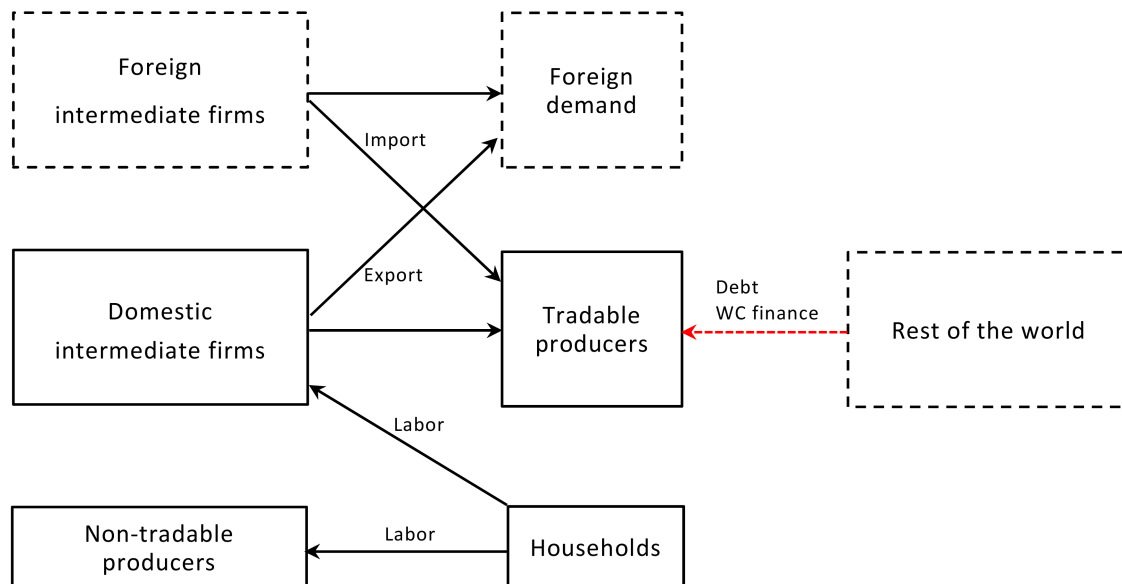 Foreign
intermediate firms
Foreign
demand
Import
Export
Domestic
intermediate firms
Tradable
producers
Debt
WC finance
Rest of the world
Labor
Non-tradable
producers
Labor
Households